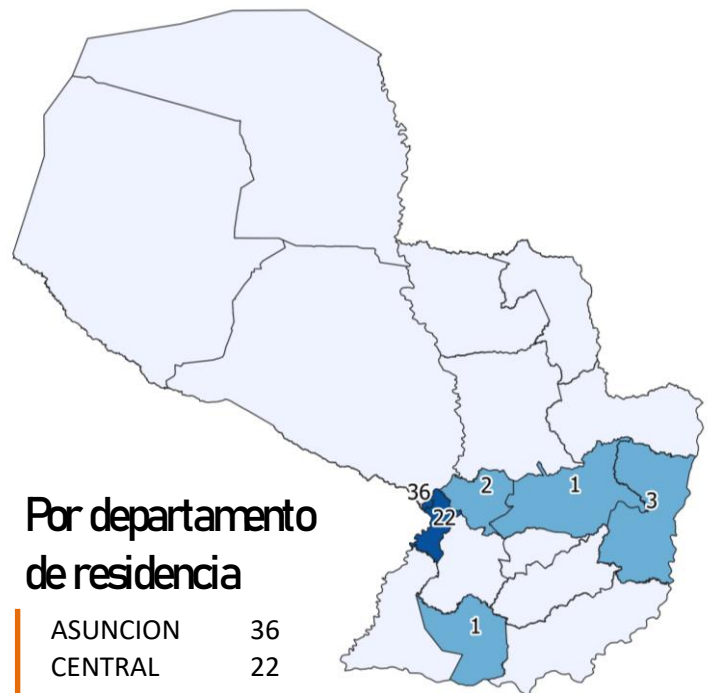 36
22
2
1
3
1
Por departamento
de residencia
ASUNCION 36
CENTRAL 22